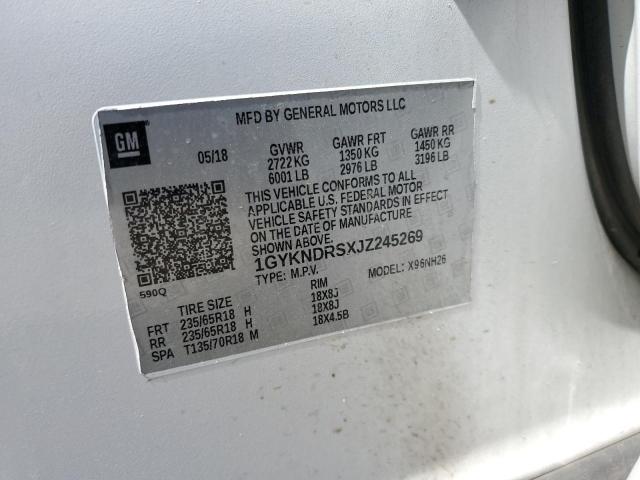 MFD BY GENERAL MOTORS LLC
GM
05/18
GVWR
2722 KG
6001 LB
GAWR FRT
1350 KG
2976 LB
GAWR RR
1450 KG
3196 LB
THIS VEHICLE CONFORMS TO ALL
APPLICABLE U.S. FEDERAL MOTOR
VEHICLE SAFETY STANDARDS IN EFFECT
ON THE DATE OF MANUFACTURE
SHOWN ABOVE.
1GYKNDRSXJZ245269
TYPE: M.P.V.
MODEL: X96NH26
590Q
TIRE SIZE
RIM
FRT 235/65R18 H 18X8J
RR 235/65R18 H 18X8J
SPA T135/70R18 M 18X4.5B